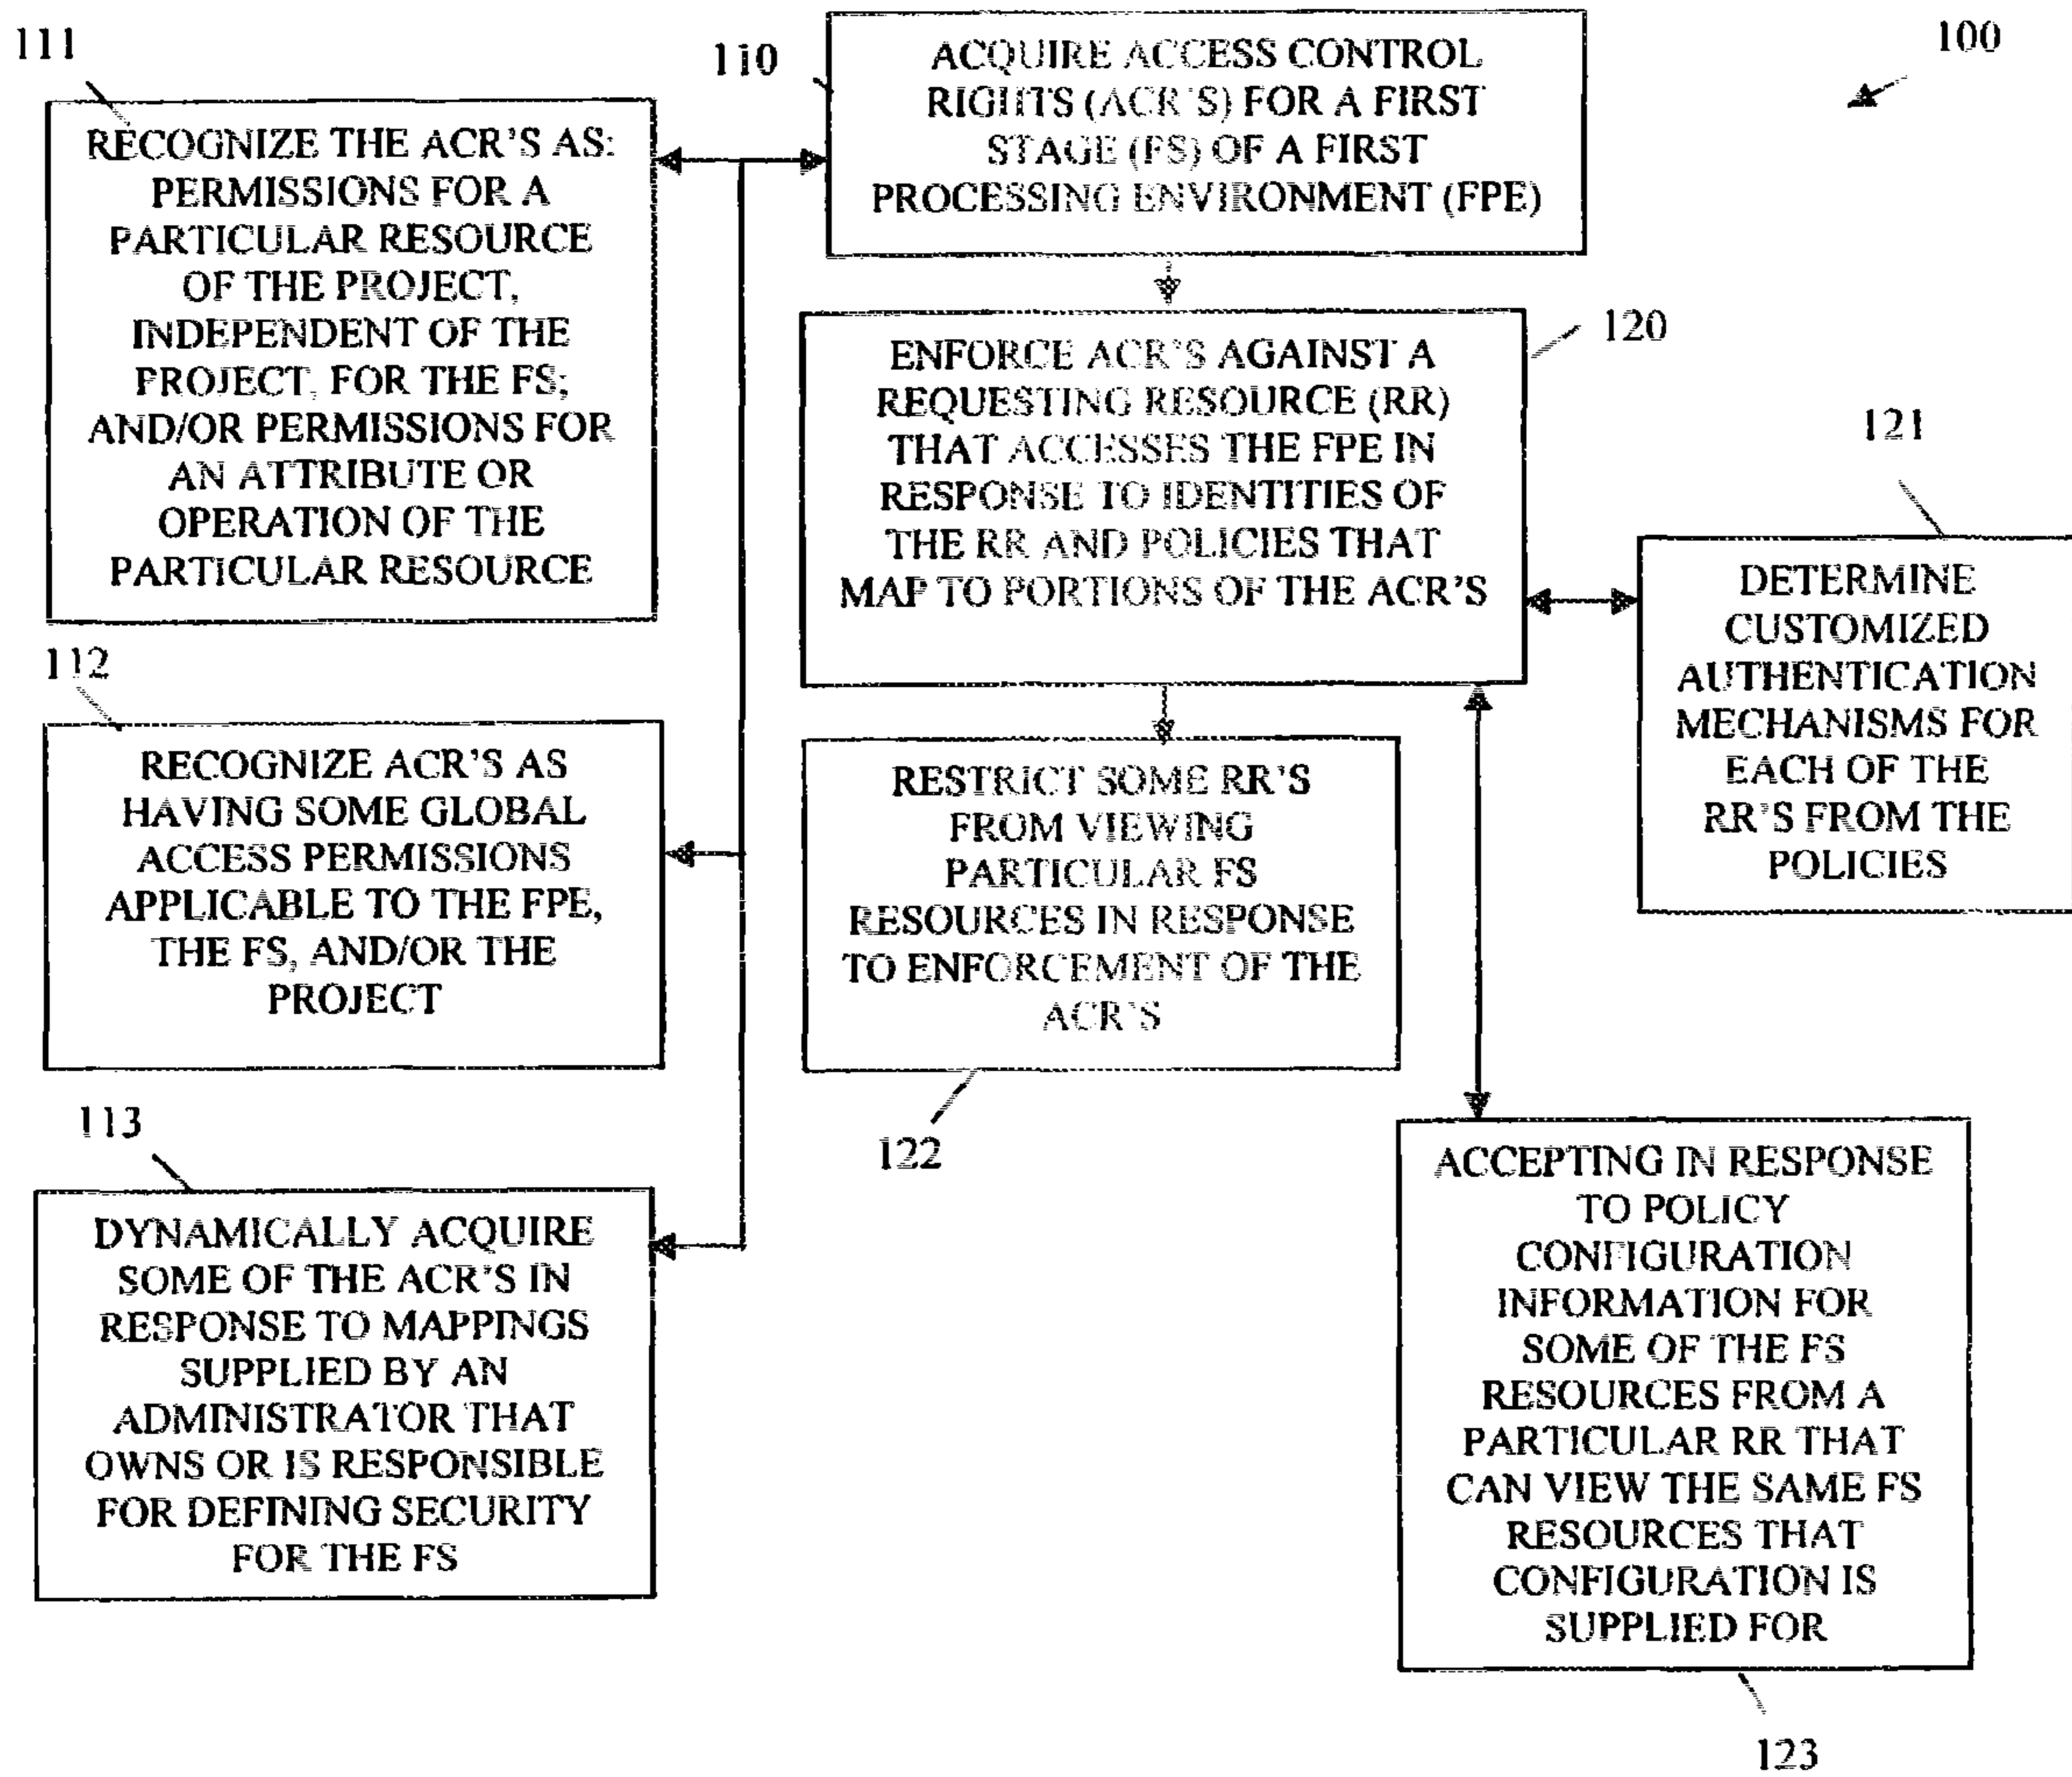 100
110
ACQUIRE ACCESS CONTROL
RIGHTS (ACR'S) FOR A FIRST
STAGE (FS) OF A FIRST
PROCESSING ENVIRONMENT (FPE)
111
RECOGNIZE THE ACR'S AS:
PERMISSIONS FOR A
PARTICULAR RESOURCE
OF THE PROJECT,
INDEPENDENT OF THE
PROJECT, FOR THE FS;
AND/OR PERMISSIONS FOR
AN ATTRIBUTE OR
OPERATION OF THE
PARTICULAR RESOURCE
112
RECOGNIZE ACR'S AS
HAVING SOME GLOBAL
ACCESS PERMISSIONS
APPLICABLE TO THE FPE,
THE FS, AND/OR THE
PROJECT
113
DYNAMICALLY ACQUIRE
SOME OF THE ACR'S IN
RESPONSE TO MAPPINGS
SUPPLIED BY AN
ADMINISTRATOR THAT
OWNS OR IS RESPONSIBLE
FOR DEFINING SECURITY
FOR THE FS
120
ENFORCE ACR'S AGAINST A
REQUESTING RESOURCE (RR)
THAT ACCESSES THE FPE IN
RESPONSE TO IDENTITIES OF
THE RR AND POLICIES THAT
MAP TO PORTIONS OF THE ACR'S
121
DETERMINE
CUSTOMIZED
AUTHENTICATION
MECHANISMS FOR
EACH OF THE
RR'S FROM THE
POLICIES
RESTRICT SOME RR'S
FROM VIEWING
PARTICULAR FS
RESOURCES IN RESPONSE
TO ENFORCEMENT OF THE
ACR'S
122
ACCEPTING IN RESPONSE
TO POLICY
CONFIGURATION
INFORMATION FOR
SOME OF THE FS
RESOURCES FROM A
PARTICULAR RR THAT
CAN VIEW THE SAME FS
RESOURCES THAT
CONFIGURATION IS
SUPPLIED FOR
123